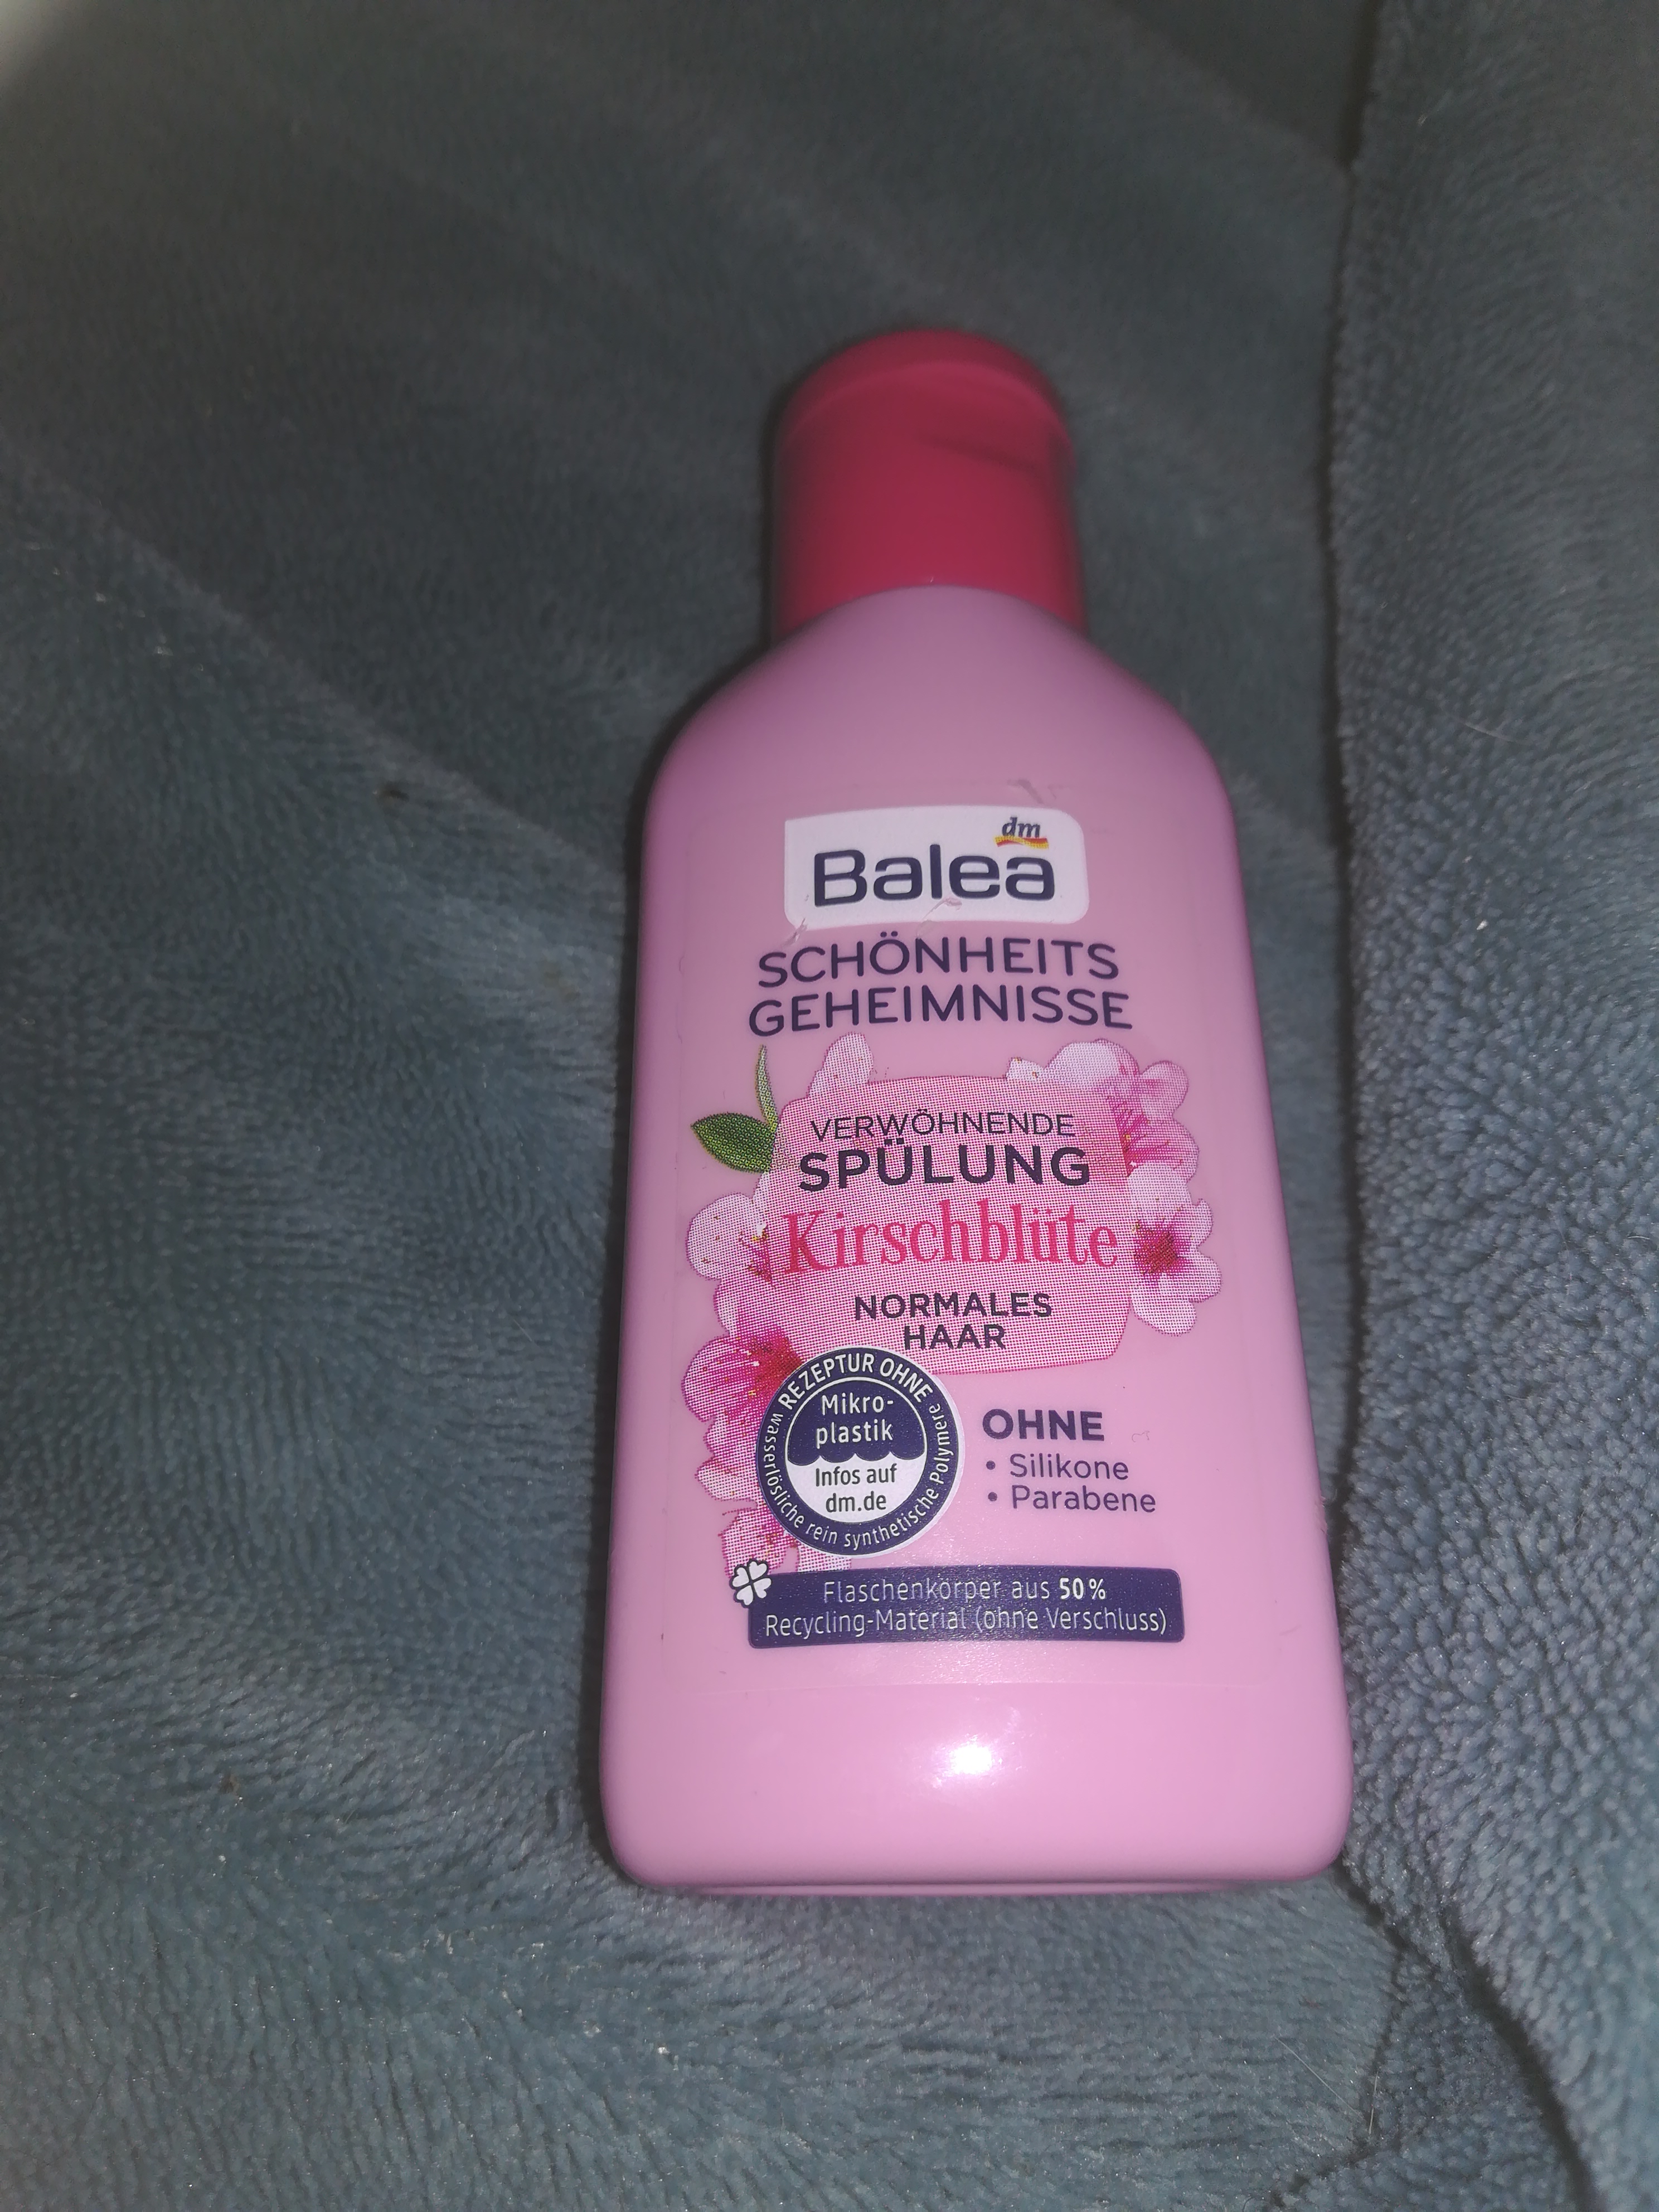 dm
Balea
SCHÖNHEITS
GEHEIMNISSE
VERWÖHNENDE
SPÜLUNG
Kirschblüte
NORMALES
HAAR
REZEPTUR OHNE
Mikro-
plastik
Infos auf
dm.de
wasserlösliche rein synthetische Polymere
OHNE
• Silikone
• Parabene
Flaschenkörper aus 50%
Recycling-Material (ohne Verschluss)